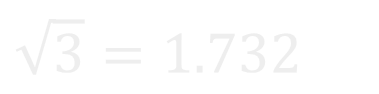 √3 = 1.732